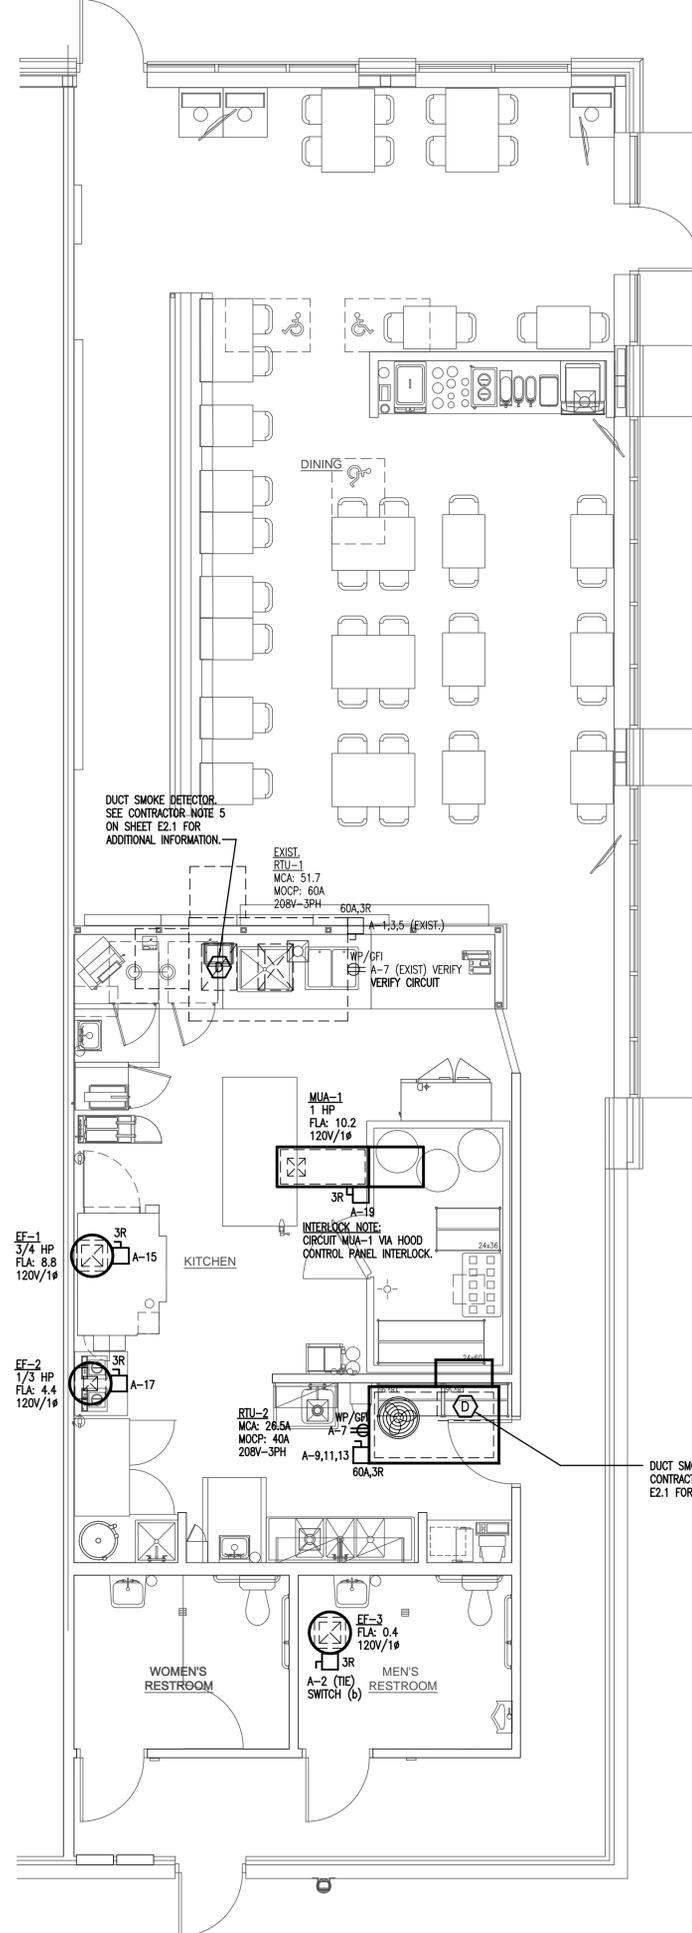 DINING
DUCT SMOKE DETECTOR.
SEE CONTRACTOR NOTE 5
ON SHEET E2.1 FOR
ADDITIONAL INFORMATION.
EXIST.
RTU-1
MCA: 51.7
MOCP: 60A
208V-3PH
60A,3R
A-1,3,5 (EXIST.)
D
WP/GFI
A-7 (EXIST) VERIFY
VERIFY CIRCUIT
MUA-1
1 HP
FLA: 10.2
120V/1ø
3R
A-19
INTERLOCK NOTE:
CIRCUIT MUA-1 VIA HOOD
CONTROL PANEL INTERLOCK.
24x36
EF-1
3/4 HP
FLA: 8.8
120V/1ø
3R
A-15
KITCHEN
EF-2
1/3 HP
FLA: 4.4
120V/1ø
3R
A-17
24x60
RTU-2
MCA: 26.5A
MOCP: 40A
208V-3PH
WP/GFI
A-7
A-9,11,13
60A,3R
D
DUCT SM
CONTRACT
E2.1 FOR
EF-3
FLA: 0.4
120V/1ø
3R
A-2 (TIE)
SWITCH (b)
WOMEN'S
RESTROOM
MEN'S
RESTROOM